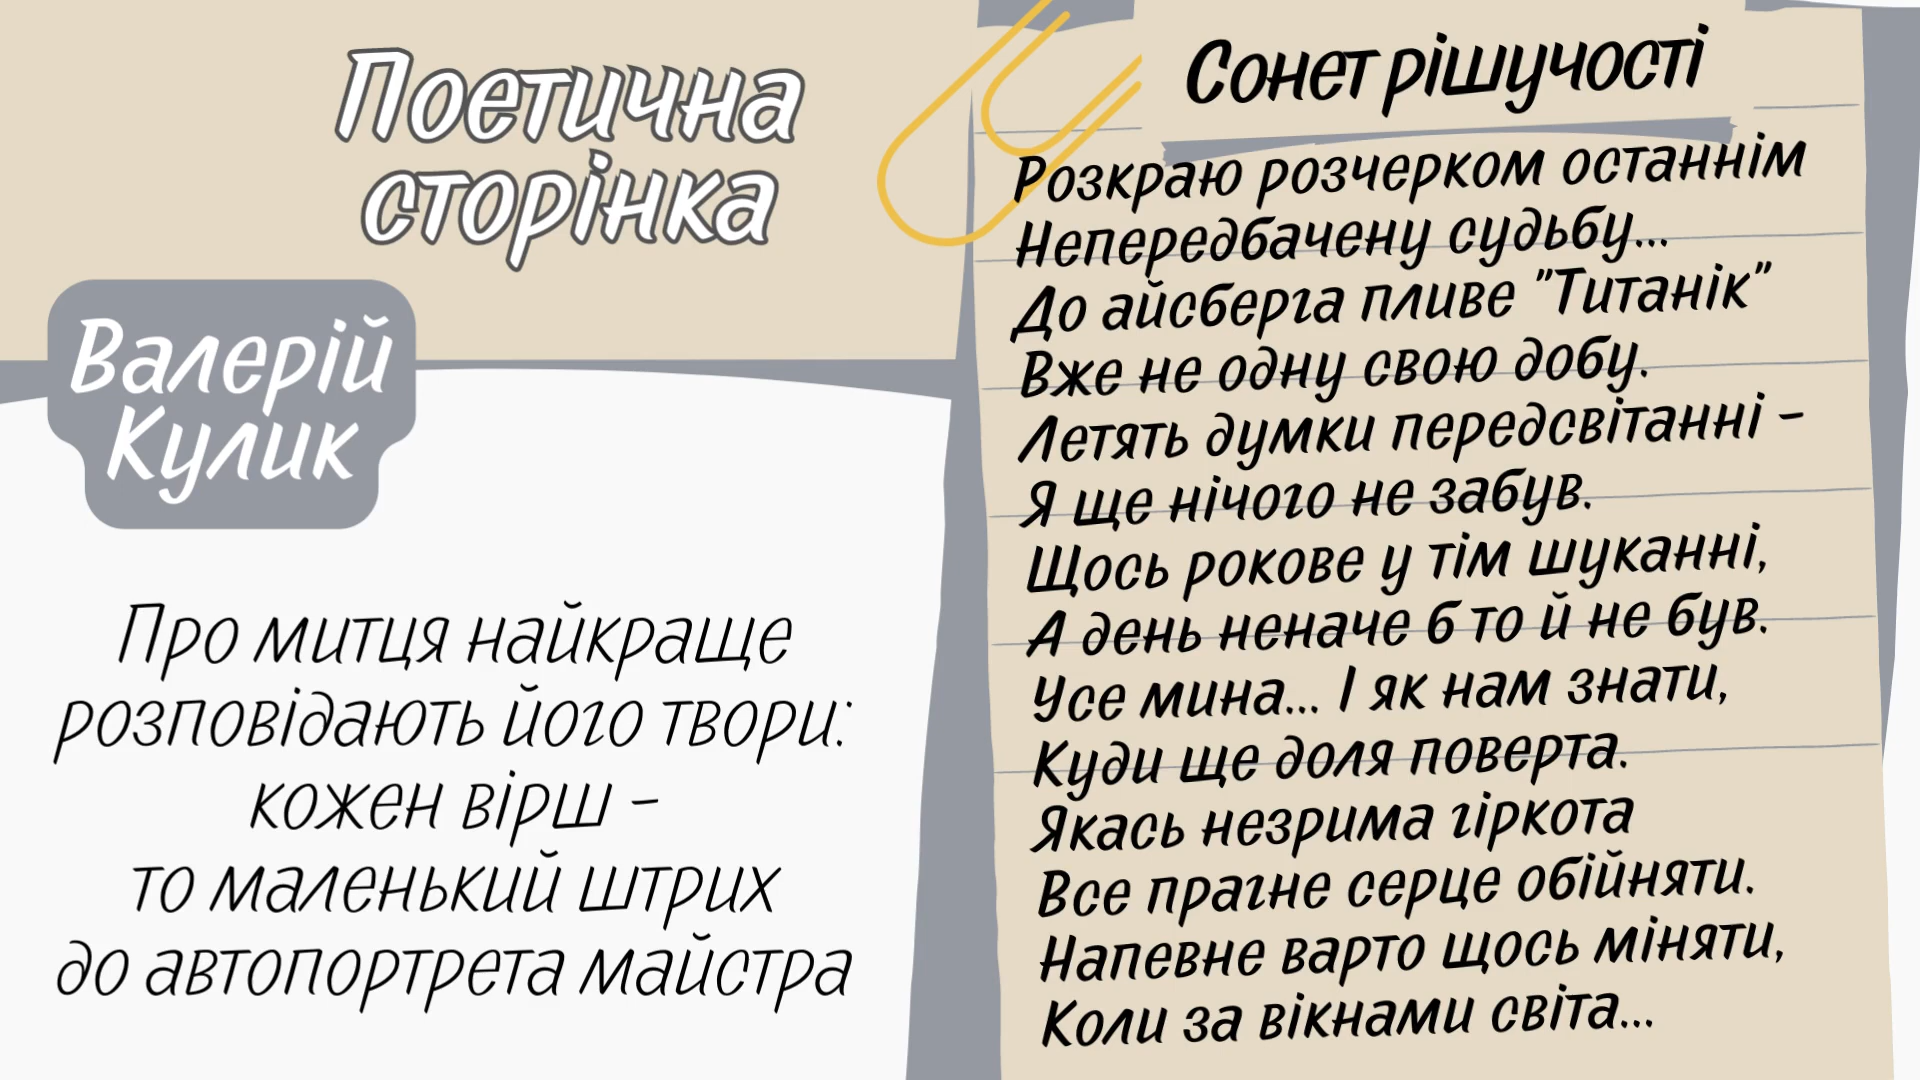 Поетична
сторінка
Валерій
Кулик
Про митця найкраще
розповідають його твори:
кожен вірш –
то маленький штрих
до автопортрета майстра
Сонет рішучості
Розкраю розчерком останнім
Непередбачену судьбу...
До айсберга пливе "Титанік"
Вже не одну свою добу.
Летять думки передсвітанні –
Я ще нічого не забув.
Щось рокове у тім шуканні,
А день неначе б то й не був.
Усе мина... І як нам знати,
Куди ще доля поверта.
Якась незрима гіркота
Все прагне серце обійняти.
Напевне варто щось міняти,
Коли за вікнами світа...